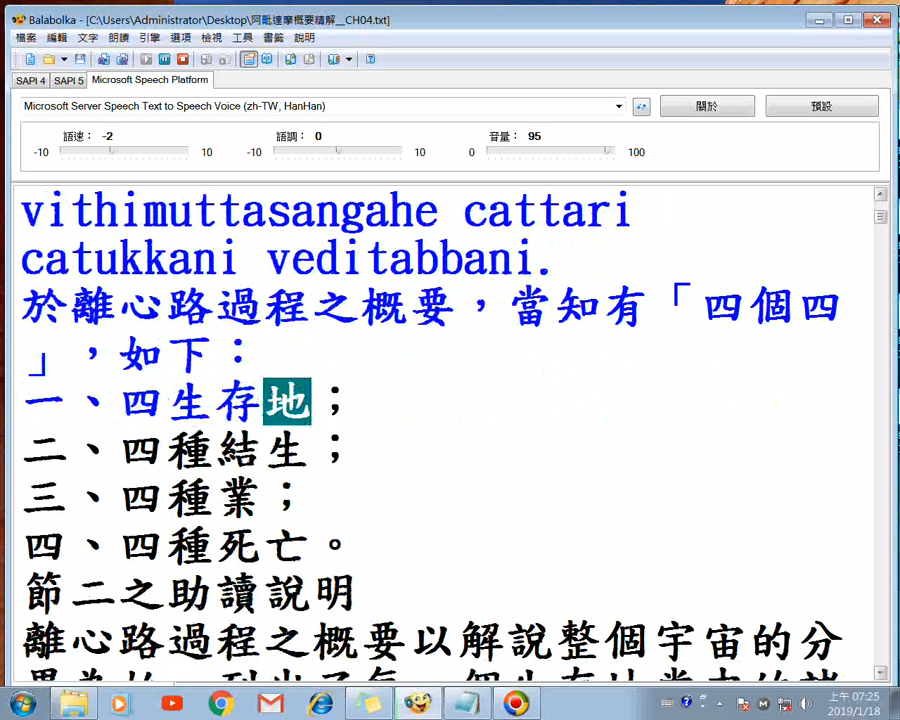 Balabolka - [C:\Users\Administrator\Desktop\阿毗達摩概要精解__CH04.txt]
檔案 編輯 文字 朗讀 引擎 選項 檢視 工具 書籤 說明
SAPI 4 SAPI 5 Microsoft Speech Platform
Microsoft Server Speech Text to Speech Voice (zh-TW, HanHan) 關於 預設
語速： -2 語調： 0 音量： 95
-10 10 -10 10 0 100
vithimuttasangahe cattari
catukkani veditabbani.
於離心路過程之概要，當知有「四個四
」，如下：
一、四生存地；
二、四種結生；
三、四種業；
四、四種死亡。
節二之助讀說明
離心路過程之概要以解說整個宇宙的分
上午 07:25
2019/1/18